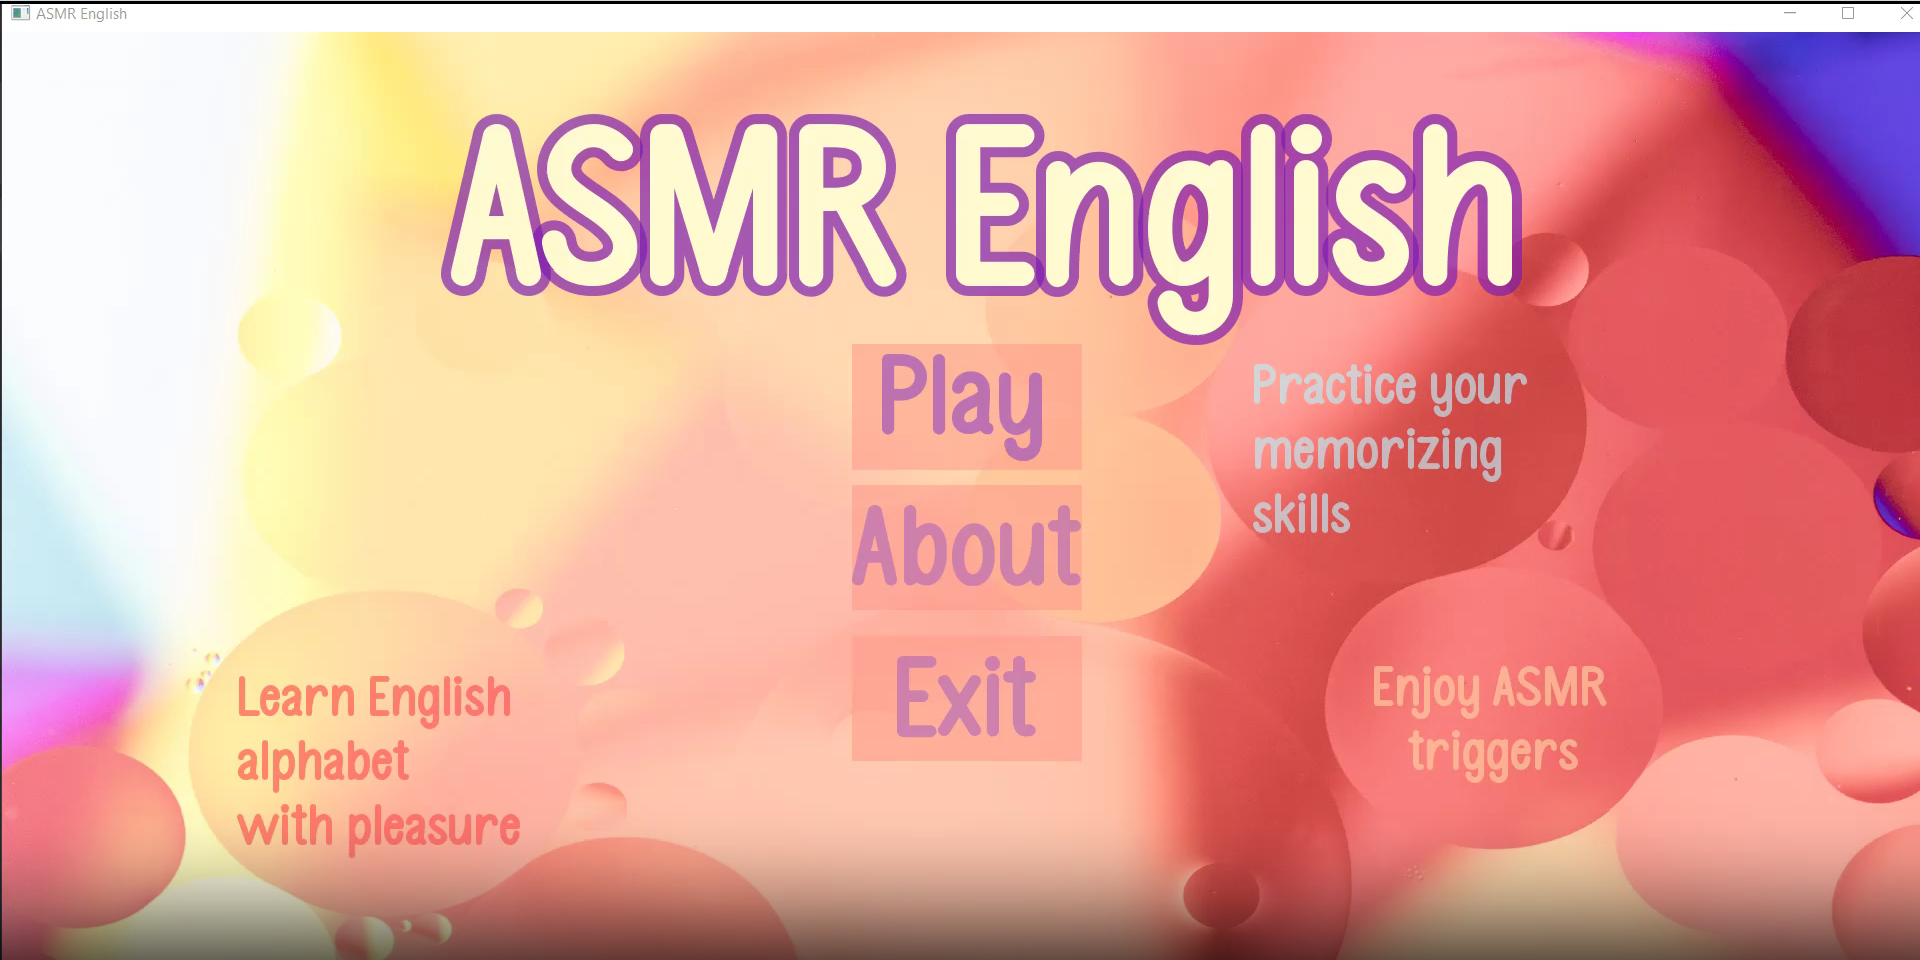 ASMR English
ASMR English
Play
About
Exit
Practice your
memorizing
skills
Learn English
alphabet
with pleasure
Enjoy ASMR
triggers